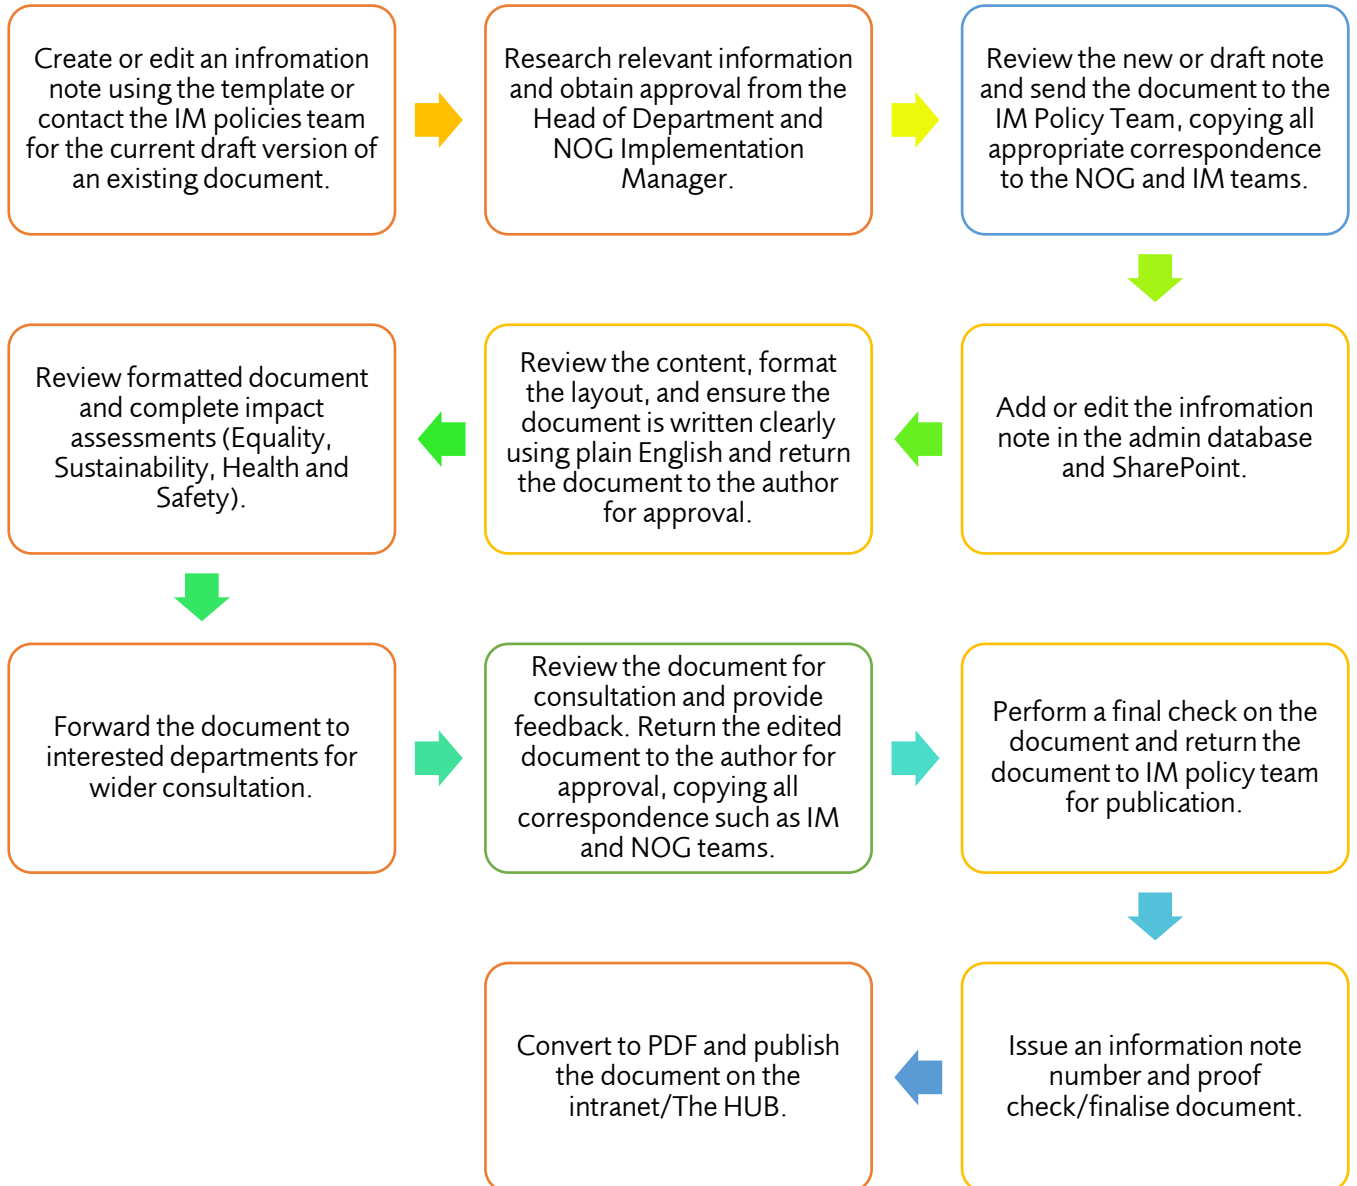 Create or edit an infromation
note using the template or
contact the IM policies team
for the current draft version of
an existing document.
Research relevant information
and obtain approval from the
Head of Department and
NOG Implementation
Manager.
Review the new or draft note
and send the document to the
IM Policy Team, copying all
appropriate correspondence
to the NOG and IM teams.
Add or edit the infromation
note in the admin database
and SharePoint.
Review the content, format
the layout, and ensure the
document is written clearly
using plain English and return
the document to the author
for approval.
Review formatted document
and complete impact
assessments (Equality,
Sustainability, Health and
Safety).
Forward the document to
interested departments for
wider consultation.
Review the document for
consultation and provide
feedback. Return the edited
document to the author for
approval, copying all
correspondence such as IM
and NOG teams.
Perform a final check on the
document and return the
document to IM policy team
for publication.
Issue an information note
number and proof
check/finalise document.
Convert to PDF and publish
the document on the
intranet/The HUB.